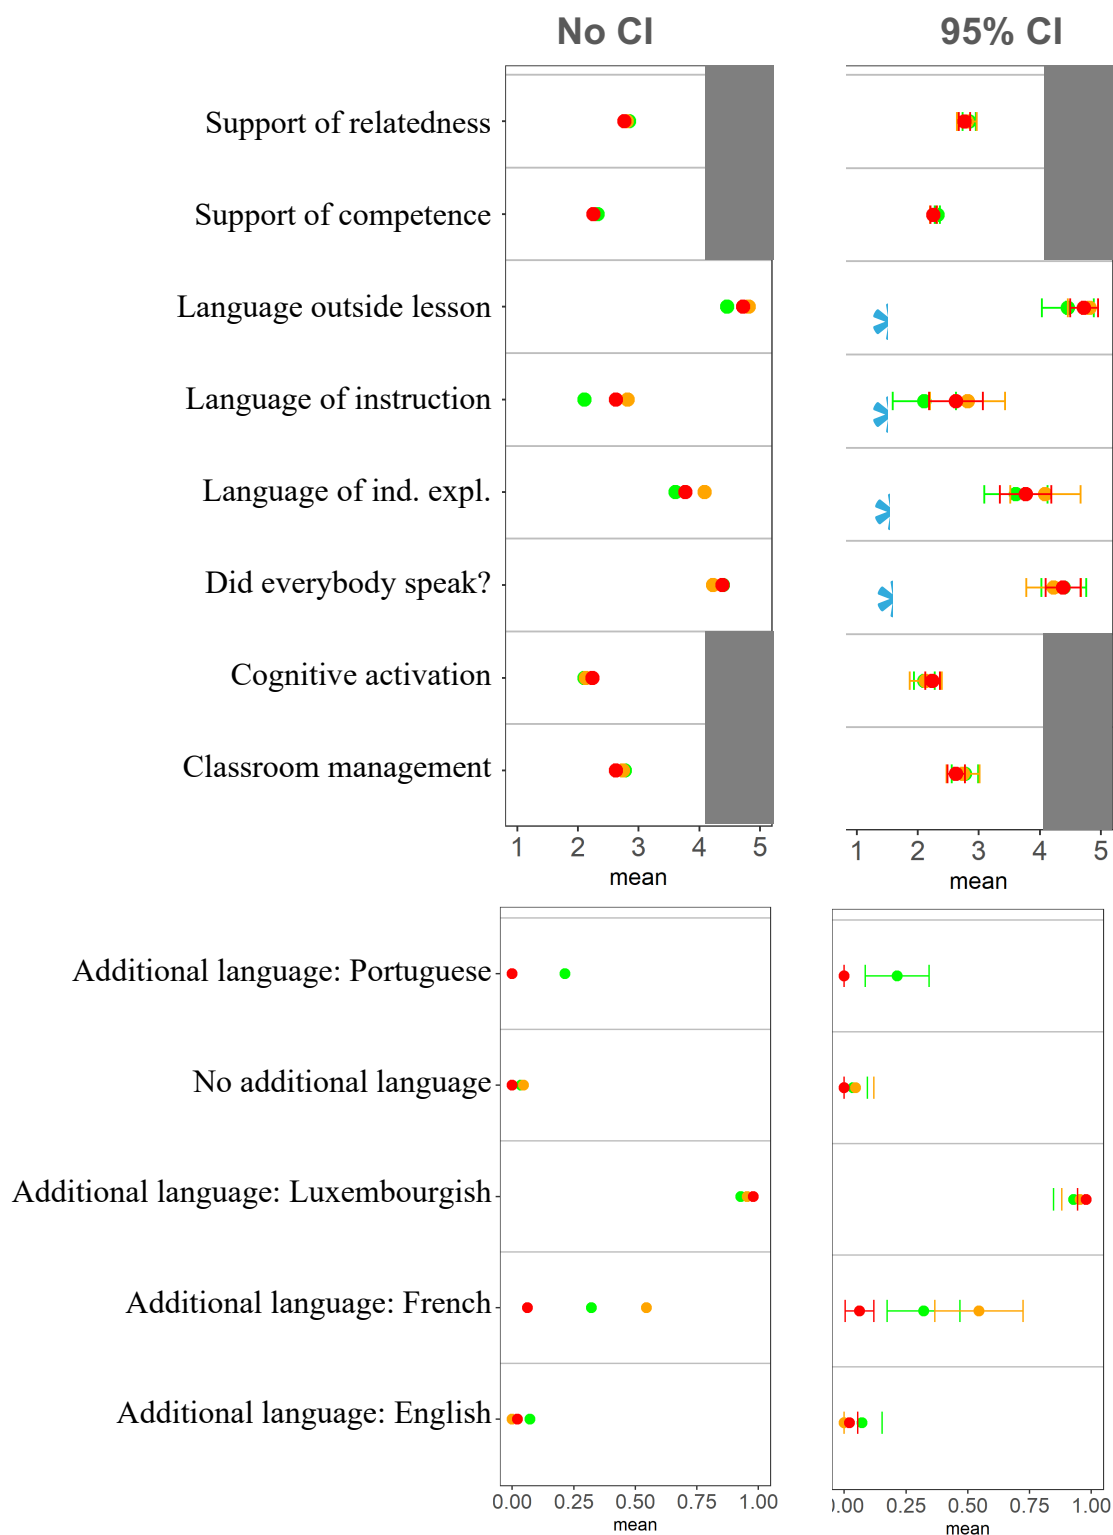 No CI
95% CI
Support of relatedness
Support of competence
Language outside lesson
Language of instruction
Language of ind. expl.
Did everybody speak?
Cognitive activation
Classroom management
1 2 3 4 5
mean
1 2 3 4 5
mean
Additional language: Portuguese
No additional language
Additional language: Luxembourgish
Additional language: French
Additional language: English
0.00 0.25 0.50 0.75 1.00
mean
.00 0.25 0.50 0.75 1.00
mean